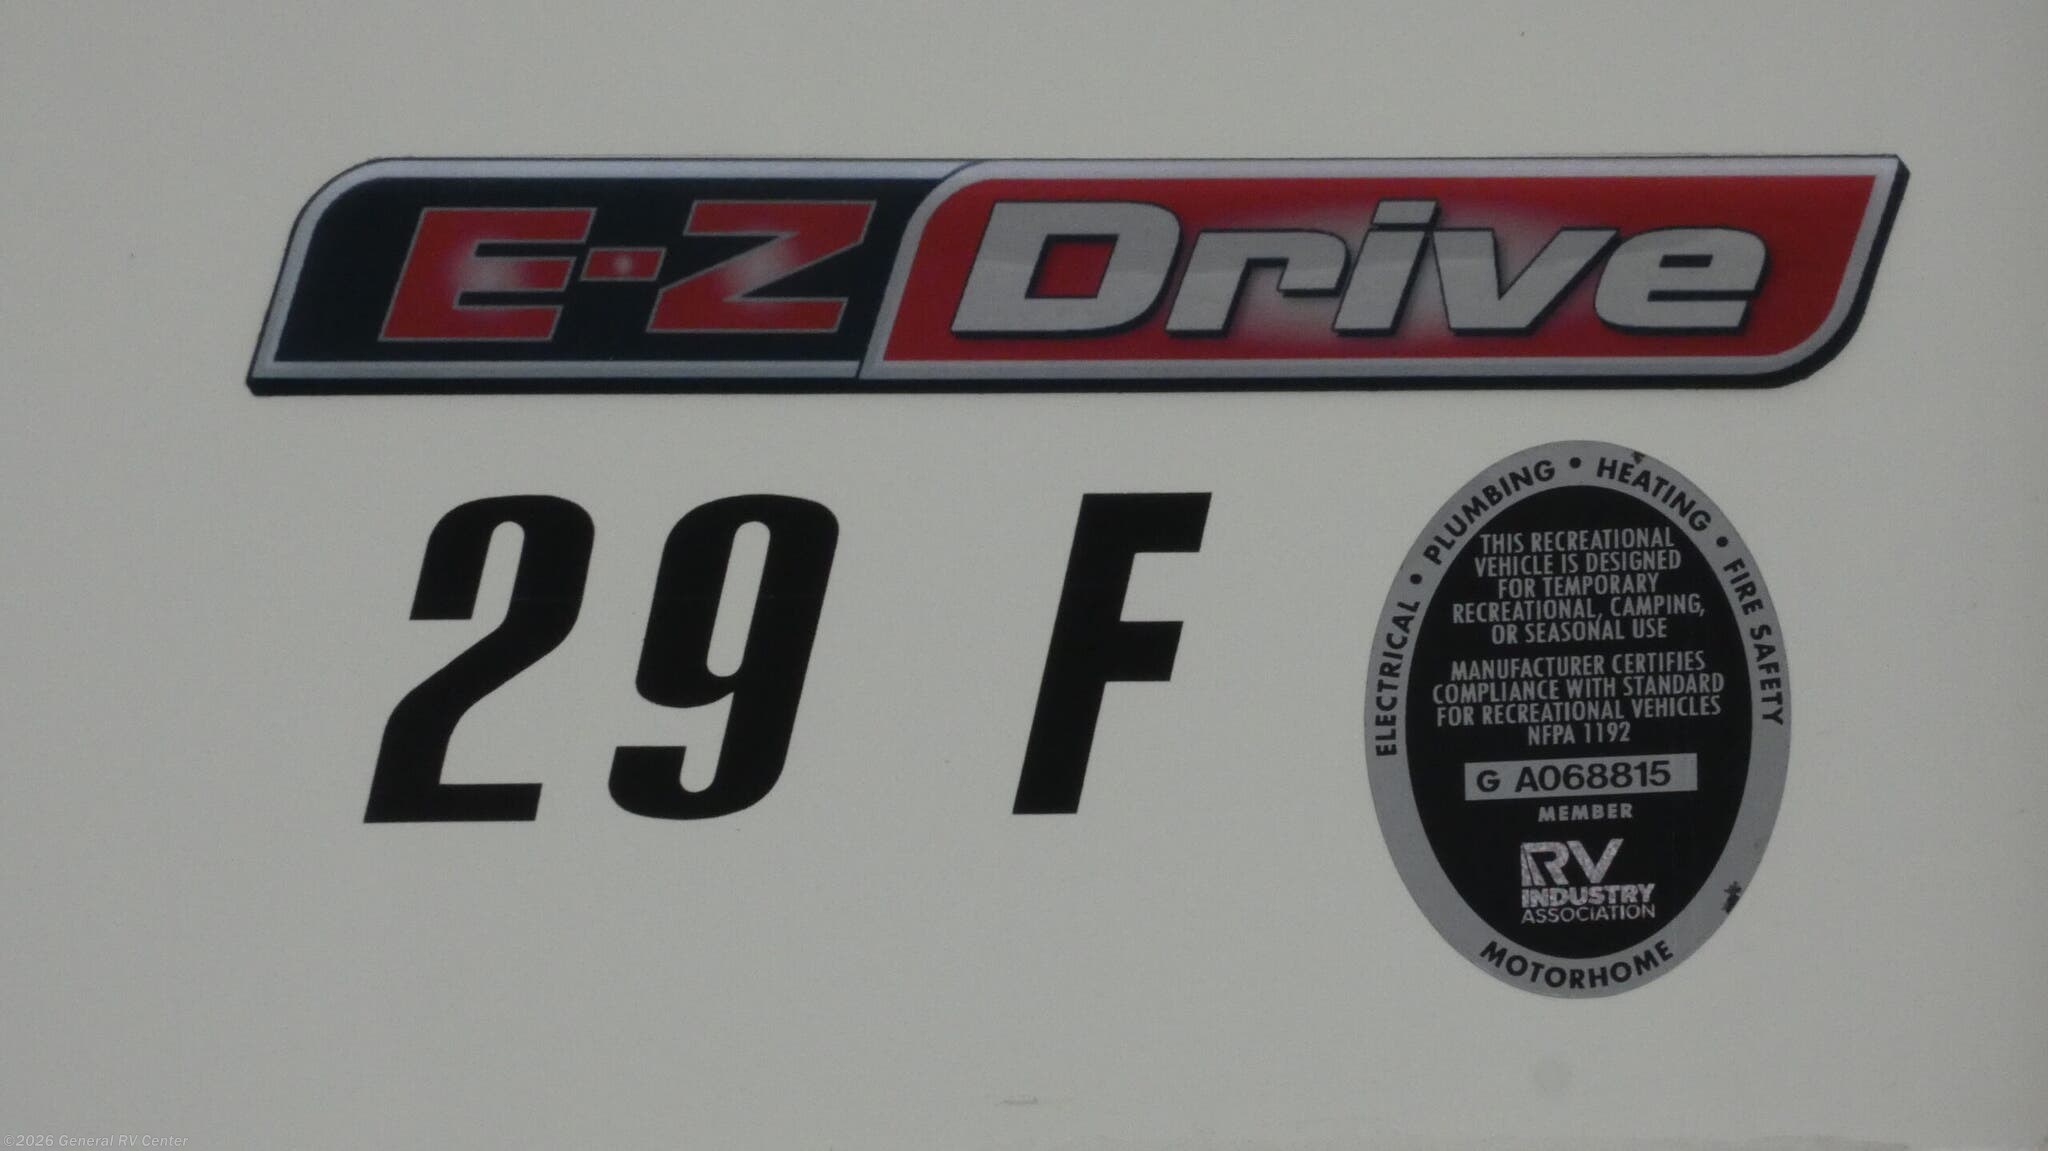 E-Z Drive
29 F
ELECTRICAL • PLUMBING • HEATING • FIRE SAFETY
THIS RECREATIONAL
VEHICLE IS DESIGNED
FOR TEMPORARY
RECREATIONAL, CAMPING,
OR SEASONAL USE
MANUFACTURER CERTIFIES
COMPLIANCE WITH STANDARD
FOR RECREATIONAL VEHICLES
NFPA 1192
G A068815
MEMBER
RV
INDUSTRY
ASSOCIATION
MOTORHOME
©2026 General RV Center